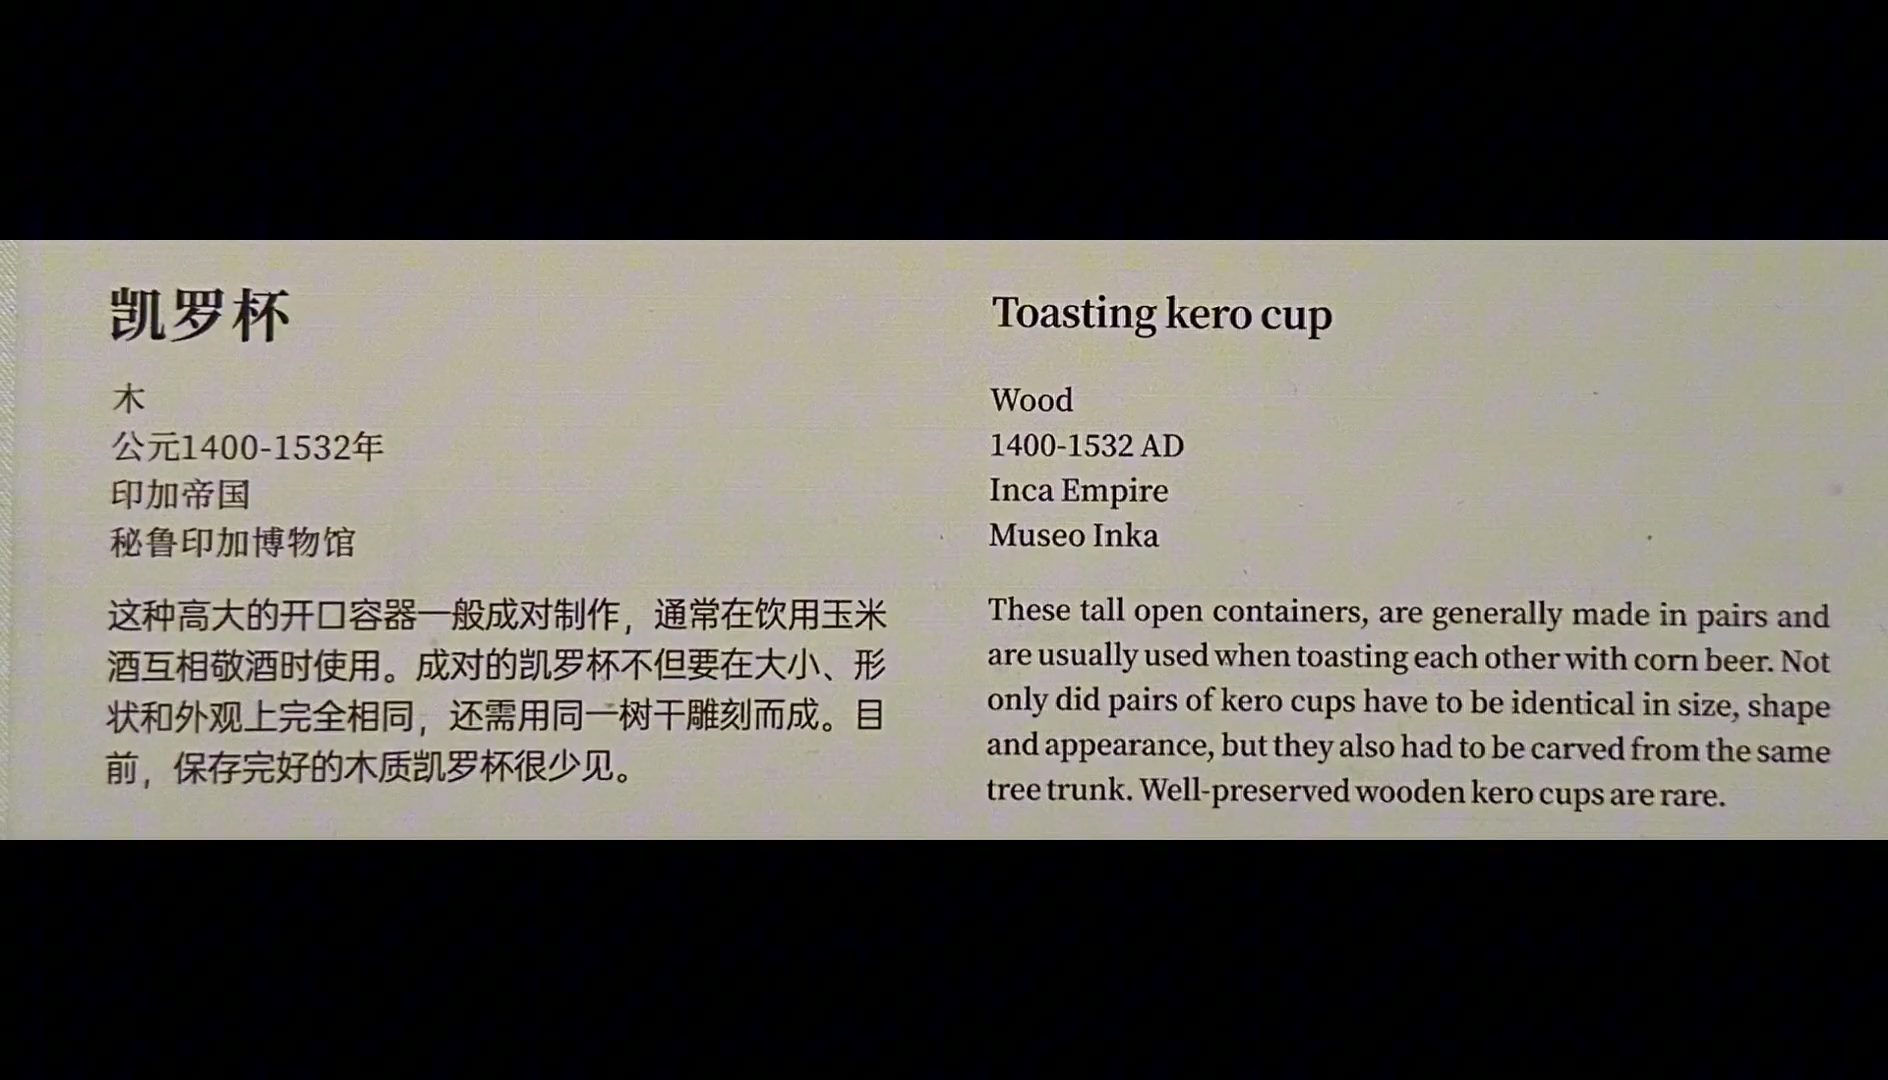 凯罗杯
木
公元1400-1532年
印加帝国
秘鲁印加博物馆
这种高大的开口容器一般成对制作，通常在饮用玉米
酒互相敬酒时使用。成对的凯罗杯不但要在大小、形
状和外观上完全相同，还需用同一树干雕刻而成。目
前，保存完好的木质凯罗杯很少见。
Toasting kero cup
Wood
1400-1532 AD
Inca Empire
Museo Inka
These tall open containers, are generally made in pairs and
are usually used when toasting each other with corn beer. Not
only did pairs of kero cups have to be identical in size, shape
and appearance, but they also had to be carved from the same
tree trunk. Well-preserved wooden kero cups are rare.